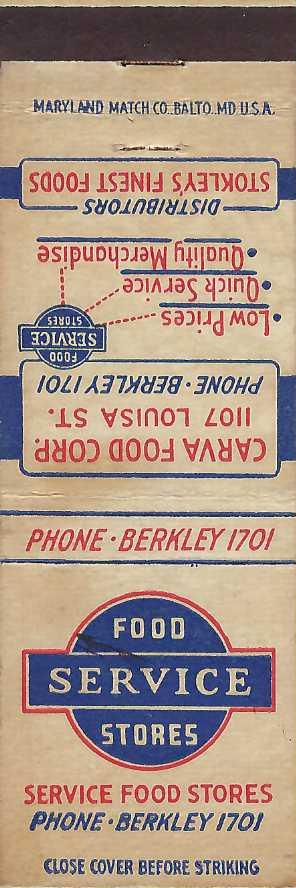 MARYLAND MATCH CO. BALTO. MD U.S.A.
CARVA FOOD CORP.
1107 LOUISA ST.
PHONE · BERKLEY 1701
FOOD
SERVICE
STORES
• Low Prices
• Quick Service
• Quality Merchandise
DISTRIBUTORS
STOKLEY'S FINEST FOODS
PHONE · BERKLEY 1701
FOOD
SERVICE
STORES
SERVICE FOOD STORES
PHONE · BERKLEY 1701
CLOSE COVER BEFORE STRIKING